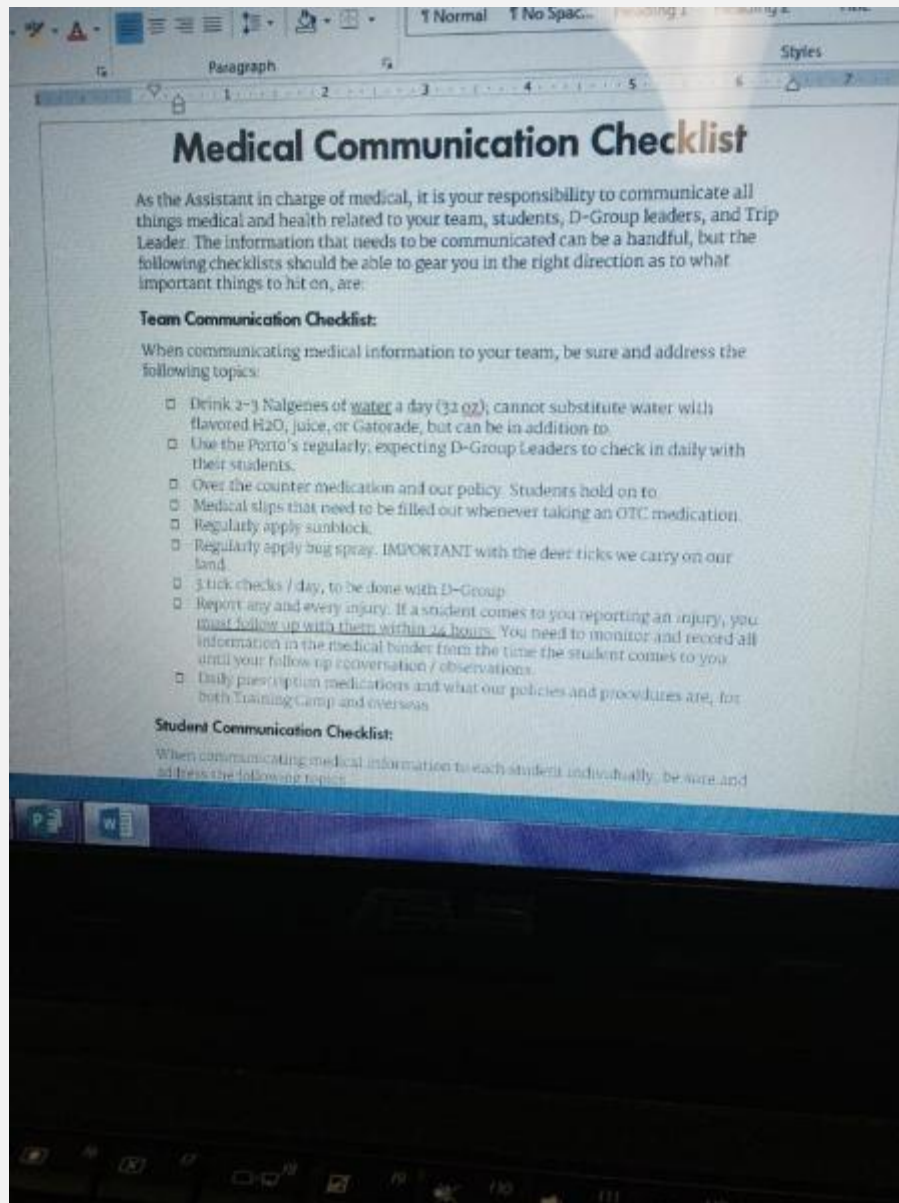 ¶ Normal ¶ No Spac...
Paragraph Styles
1 1 2 3 4 5 6 7
Medical Communication Checklist
As the Assistant in charge of medical, it is your responsibility to communicate all
things medical and health related to your team, students, D-Group leaders, and Trip
Leader. The information that needs to be communicated can be a handful, but the
following checklists should be able to gear you in the right direction as to what
important things to hit on, are:
Team Communication Checklist:
When communicating medical information to your team, be sure and address the
following topics:
Drink 2-3 Nalgenes of water a day (32 oz); cannot substitute water with
flavored H2O, juice, or Gatorade, but can be in addition to.
Use the Porto's regularly; expecting D-Group Leaders to check in daily with
their students.
Over the counter medication and our policy. Students hold on to.
Medical slips that need to be filled out whenever taking an OTC medication.
Regularly apply sunblock.
Regularly apply bug spray. IMPORTANT with the deer ticks we carry on our
land.
3 tick checks / day, to be done with D-Group
Report any and every injury. If a student comes to you reporting an injury, you
must follow up with them within 24 hours. You need to monitor and record all
information in the medical binder from the time the student comes to you
until your follow up conversation / observations.
Daily prescription medications and what our policies and procedures are, for
both Training Camp and overseas.
Student Communication Checklist:
When communicating medical information to each student individually, be sure and
address the following topics
ASUS